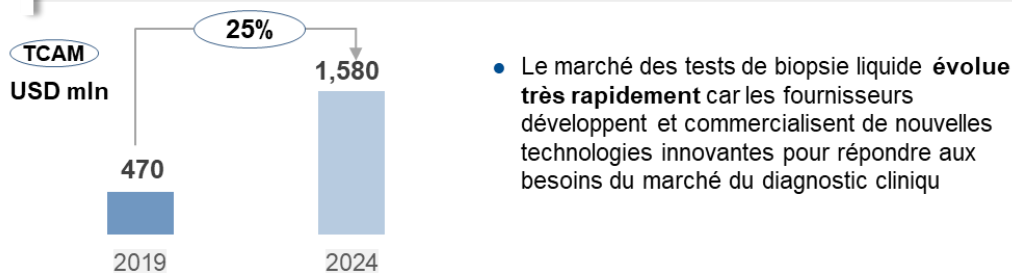 25%
TCAM
USD mln
1,580
470
2019
2024
● Le marché des tests de biopsie liquide évolue
très rapidement car les fournisseurs
développent et commercialisent de nouvelles
technologies innovantes pour répondre aux
besoins du marché du diagnostic cliniqu